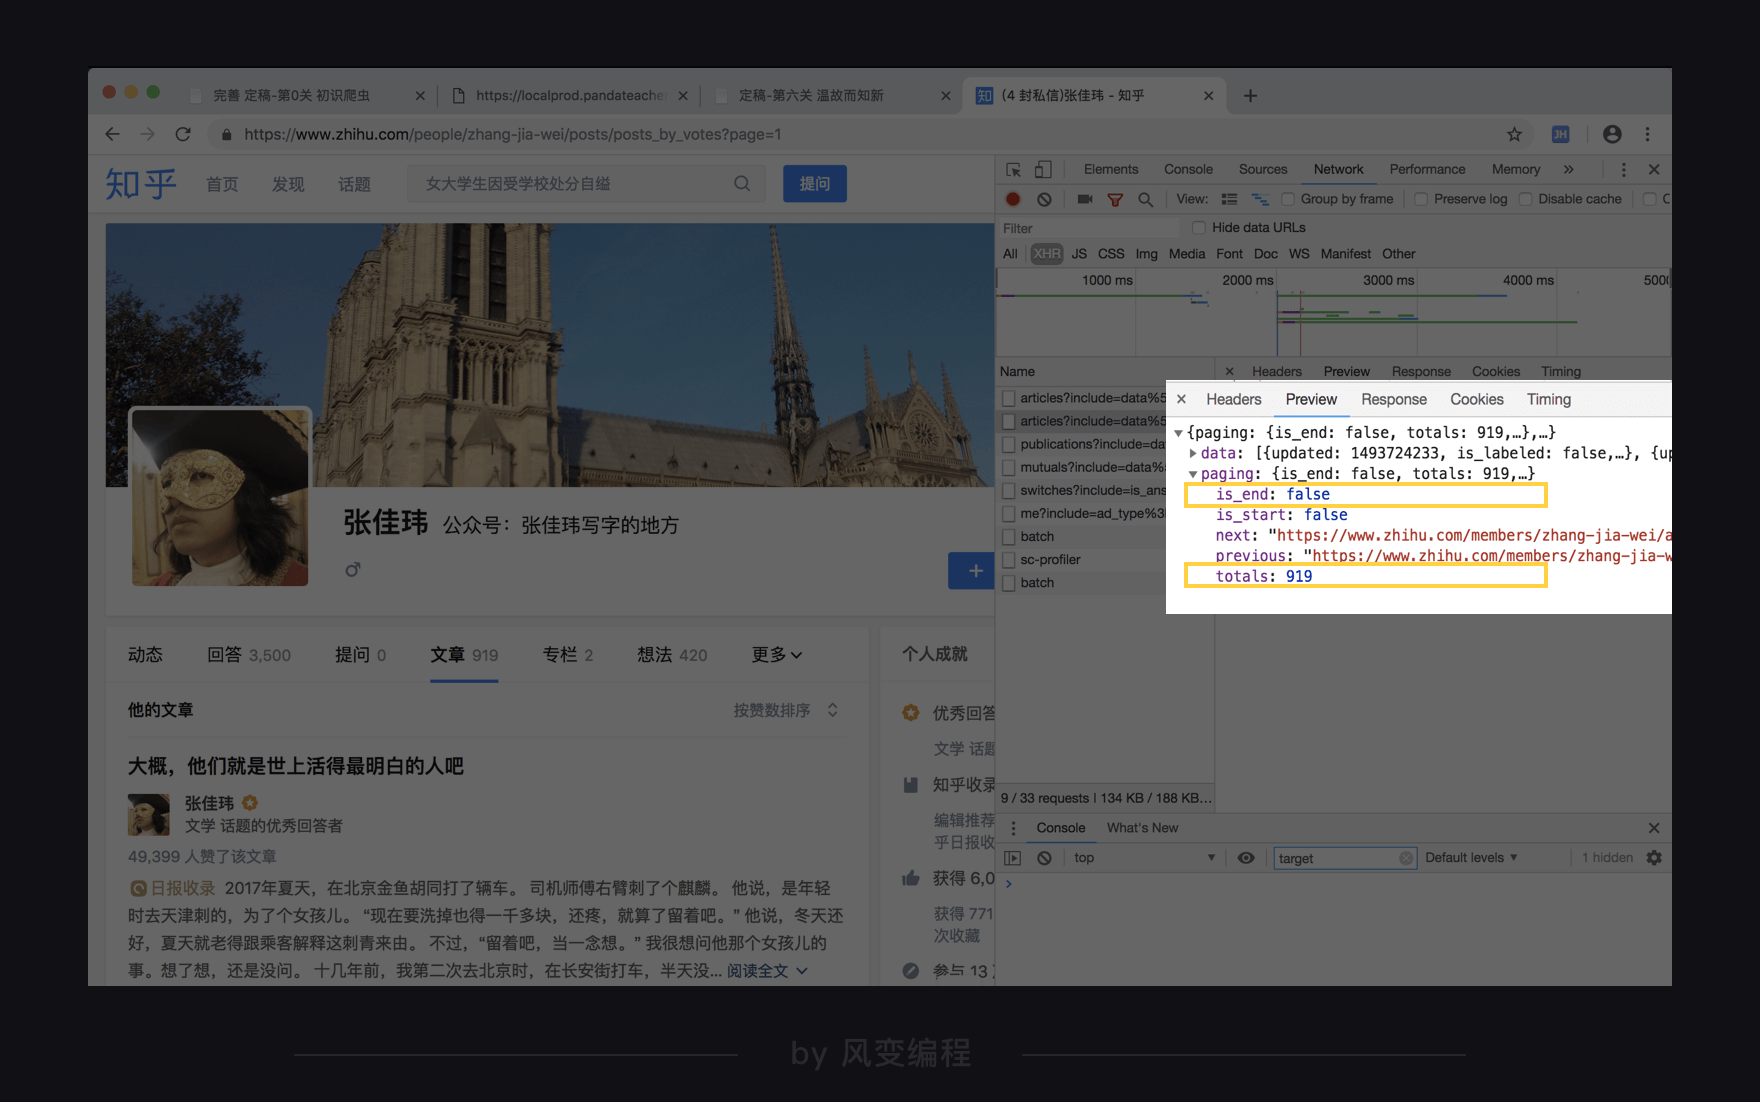 完善 定稿-第0关 初识爬虫
https://localprod.pandateache
定稿-第六关 温故而知新
知 (4 封私信)张佳玮 - 知乎
https://www.zhihu.com/people/zhang-jia-wei/posts/posts_by_votes?page=1
JH
知乎 首页 发现 话题 女大学生因受学校处分自缢 提问
张佳玮 公众号：张佳玮写字的地方
♂
+
动态 回答 3,500 提问 0 文章 919 专栏 2 想法 420 更多
他的文章 按赞数排序
大概，他们就是世上活得最明白的人吧
张佳玮
文学 话题的优秀回答者
49,399 人赞了该文章
日报收录 2017年夏天，在北京金鱼胡同打了辆车。 司机师傅右臂刺了个麒麟。 他说，是年轻
时去天津刺的，为了个女孩儿。 “现在要洗掉也得一千多块，还疼，就算了留着吧。” 他说，冬天还
好，夏天就老得跟乘客解释这刺青来由。 不过，“留着吧，当一念想。” 我很想问他那个女孩儿的
事。想了想，还是没问。 十几年前，我第二次去北京时，在长安街打车，半天没... 阅读全文
个人成就
优秀回答
文学 话题
知乎收录
编辑推荐
乎日报收
获得 6,0
获得 771
次收藏
参与 13
Elements Console Sources Network Performance Memory »
View: Group by frame Preserve log Disable cache
Filter Hide data URLs
All XHR JS CSS Img Media Font Doc WS Manifest Other
1000 ms 2000 ms 3000 ms 4000 ms 500
Name
× Headers Preview Response Cookies Timing
articles?include=data%5
articles?include=data%5
publications?include=da
mutuals?include=data%5
switches?include=is_ans
me?include=ad_type%3
batch
sc-profiler
batch
× Headers Preview Response Cookies Timing
{paging: {is_end: false, totals: 919,…},…}
data: [{updated: 1493724233, is_labeled: false,…}, {up
paging: {is_end: false, totals: 919,…}
is_end: false
is_start: false
next: "https://www.zhihu.com/members/zhang-jia-wei/a
previous: "https://www.zhihu.com/members/zhang-jia-w
totals: 919
9 / 33 requests | 134 KB / 188 KB...
Console What's New
top target Default levels 1 hidden
by 风变编程